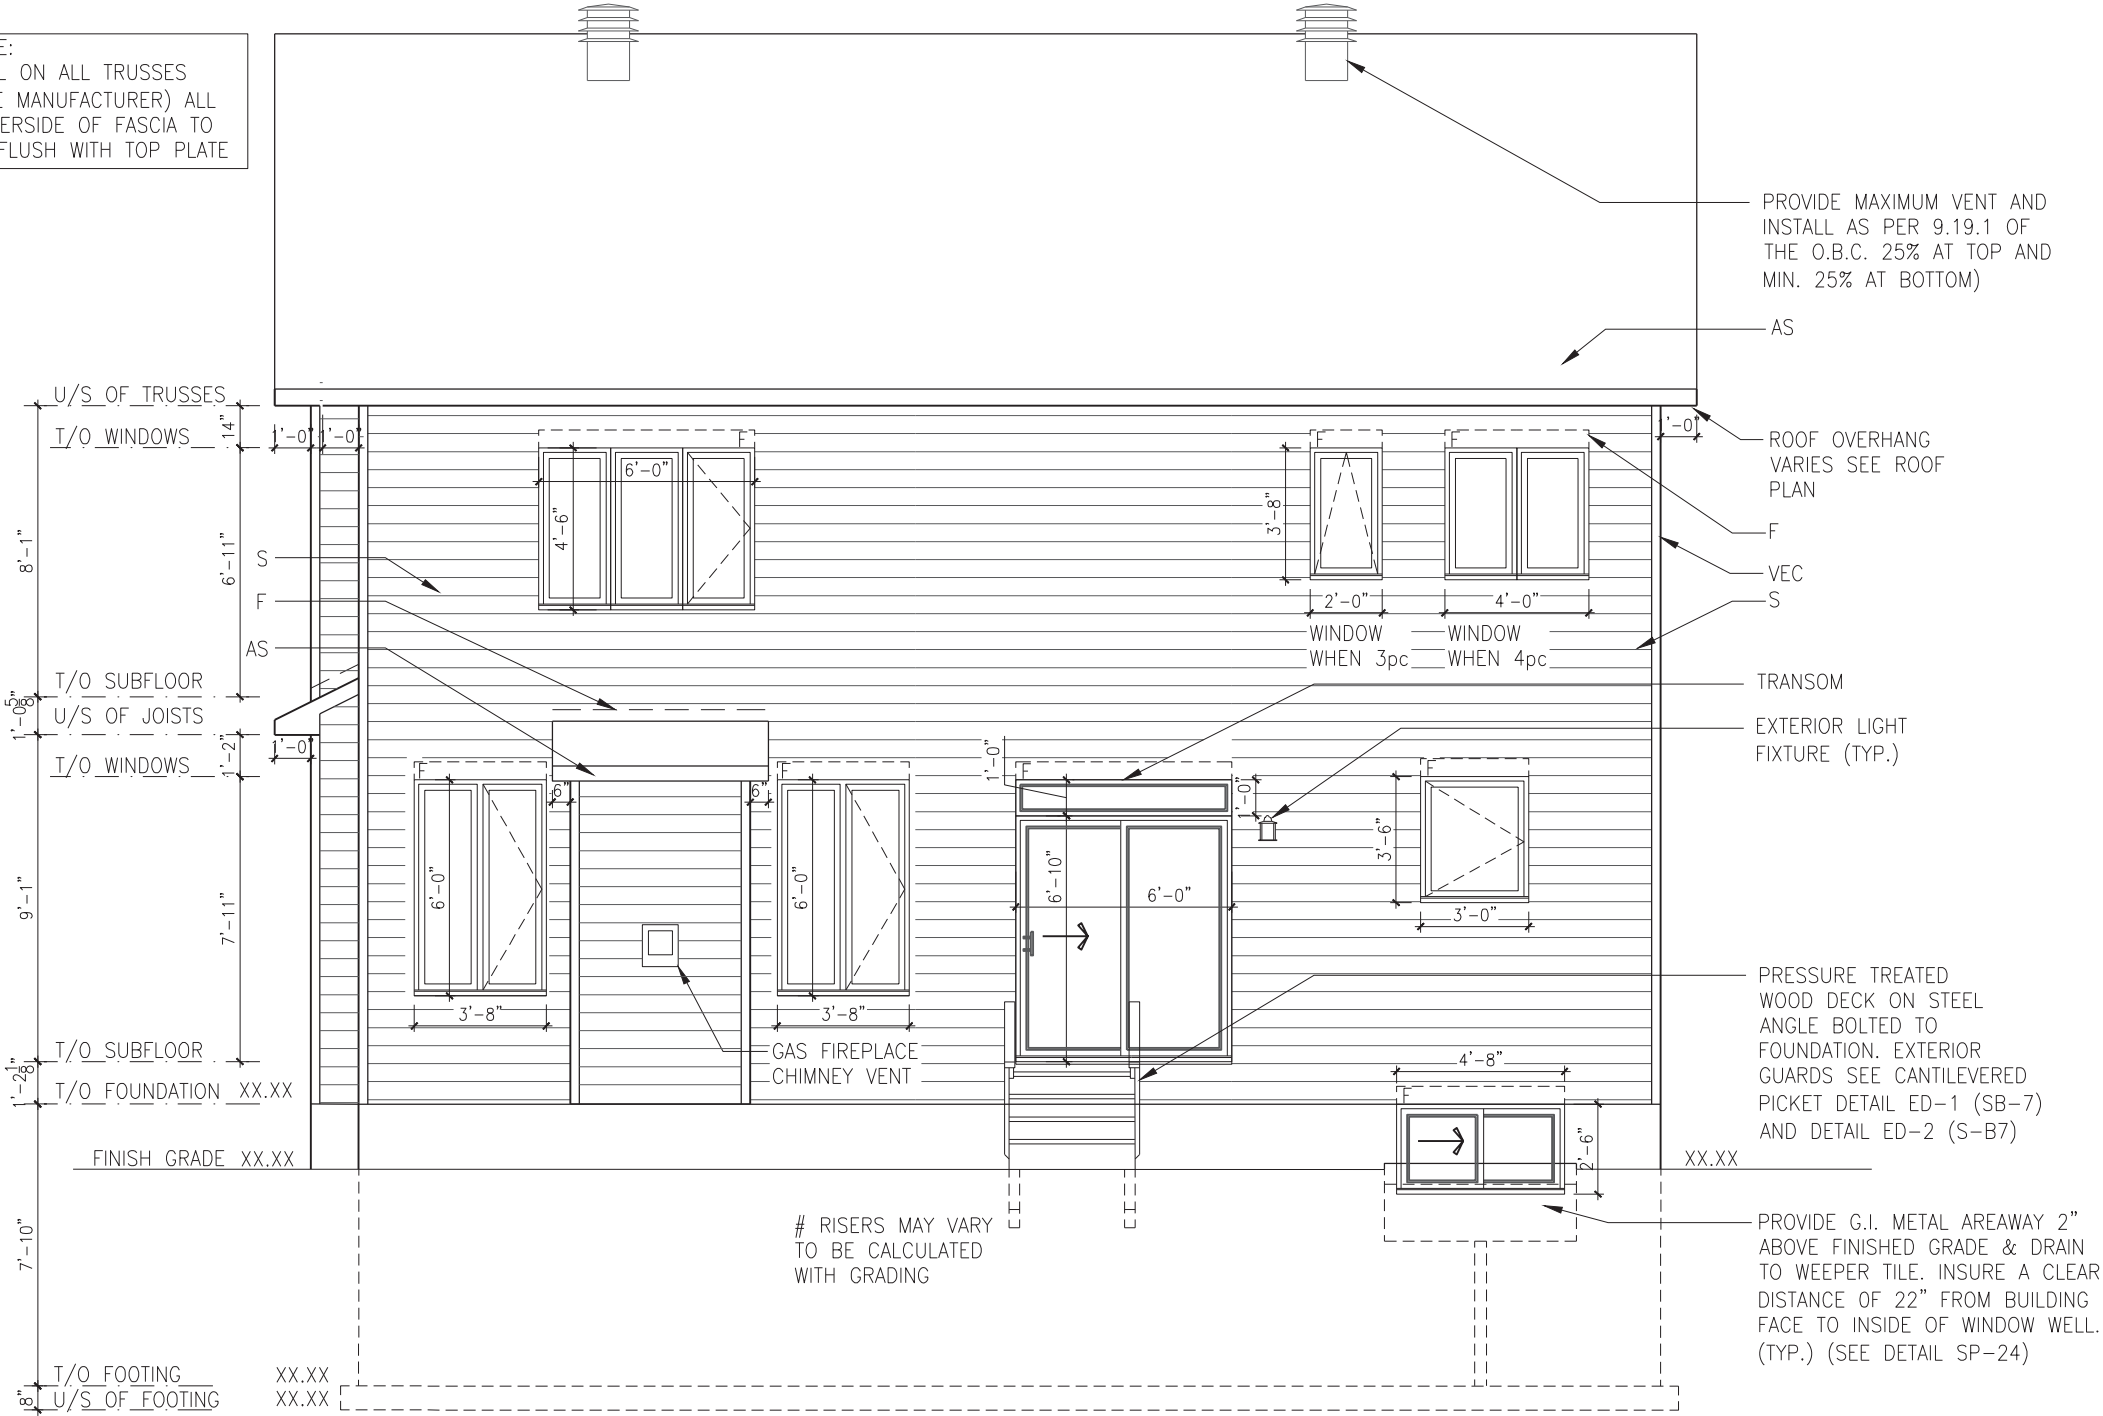 E:
L ON ALL TRUSSES
E MANUFACTURER) ALL
ERSIDE OF FASCIA TO
FLUSH WITH TOP PLATE
PROVIDE MAXIMUM VENT AND
INSTALL AS PER 9.19.1 OF
THE O.B.C. 25% AT TOP AND
MIN. 25% AT BOTTOM)
AS
ROOF OVERHANG
VARIES SEE ROOF
PLAN
F
VEC
S
TRANSOM
EXTERIOR LIGHT
FIXTURE (TYP.)
PRESSURE TREATED
WOOD DECK ON STEEL
ANGLE BOLTED TO
FOUNDATION. EXTERIOR
GUARDS SEE CANTILEVERED
PICKET DETAIL ED-1 (SB-7)
AND DETAIL ED-2 (S-B7)
XX.XX
PROVIDE G.I. METAL AREAWAY 2"
ABOVE FINISHED GRADE & DRAIN
TO WEEPER TILE. INSURE A CLEAR
DISTANCE OF 22" FROM BUILDING
FACE TO INSIDE OF WINDOW WELL.
(TYP.) (SEE DETAIL SP-24)
U/S OF TRUSSES
T/O WINDOWS
T/O SUBFLOOR
U/S OF JOISTS
T/O WINDOWS
T/O SUBFLOOR
T/O FOUNDATION XX.XX
FINISH GRADE XX.XX
T/O FOOTING XX.XX
U/S OF FOOTING XX.XX
8'-1"
1'-0 5/8"
9'-1"
1'-2 1/8"
7'-10"
8"
14"
6'-11"
1'-2"
7'-11"
1'-0"
1'-0"
1'-0"
1'-0"
S
F
AS
F
6'-0"
4'-6"
F
3'-8"
2'-0"
WINDOW
WHEN 3pc
F
4'-0"
WINDOW
WHEN 4pc
F
6'-0"
3'-8"
6"
6"
GAS FIREPLACE
CHIMNEY VENT
F
6'-0"
3'-8"
1'-0"
F
6'-10"
6'-0"
1'-0"
F
3'-6"
3'-0"
4'-8"
F
2'-6"
# RISERS MAY VARY
TO BE CALCULATED
WITH GRADING